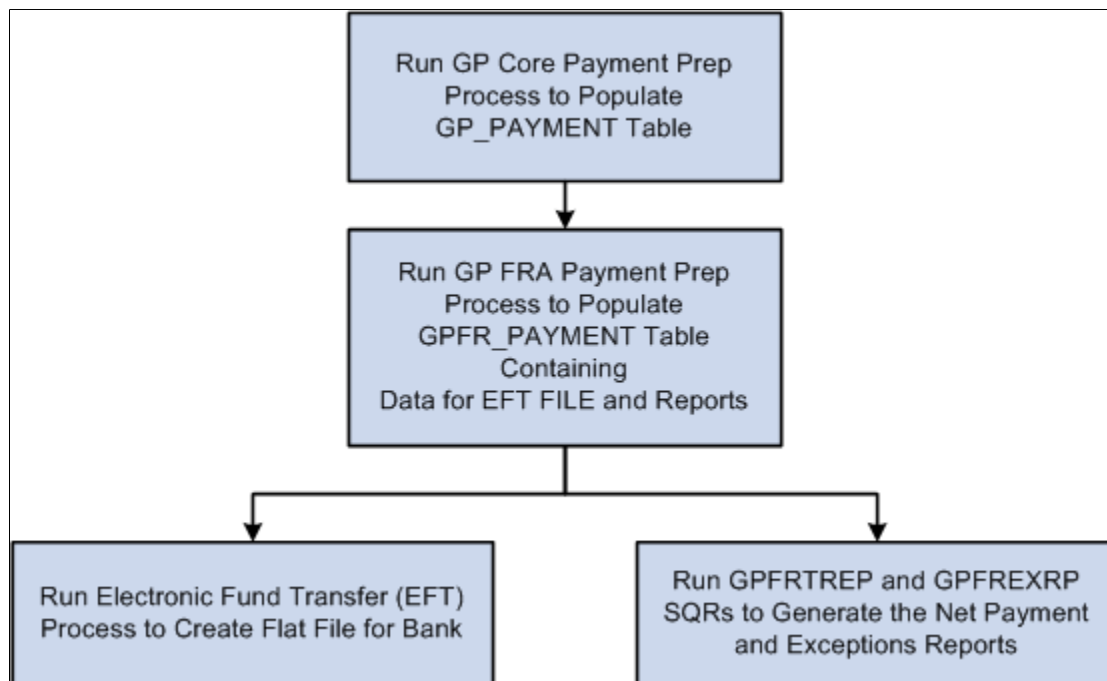 Run GP Core Payment Prep
Process to Populate
GP_PAYMENT Table
Run GP FRA Payment Prep
Process to Populate
GPFR_PAYMENT Table
Containing
Data for EFT FILE and Reports
Run Electronic Fund Transfer (EFT)
Process to Create Flat File for Bank
Run GPFRTREP and GPFREXRP
SQRs to Generate the Net Payment
and Exceptions Reports